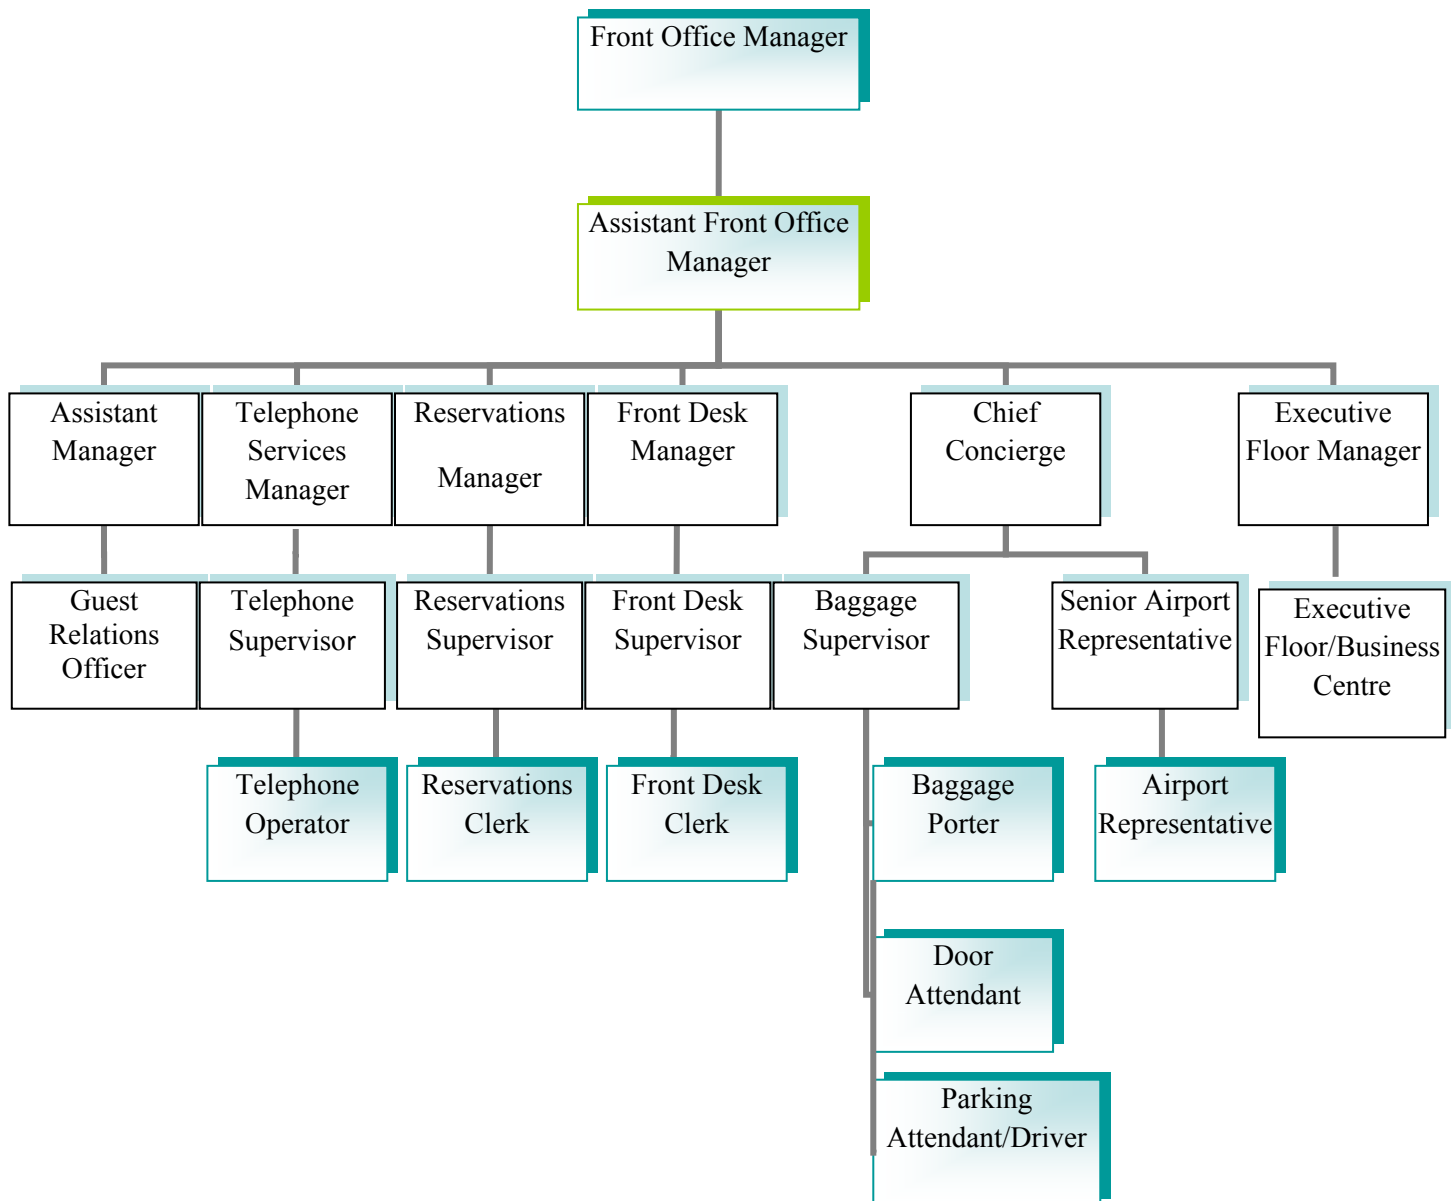 Front Office Manager
Assistant Front Office
Manager
Assistant
Manager
Telephone
Services
Manager
Reservations
Manager
Front Desk
Manager
Chief
Concierge
Executive
Floor Manager
Guest
Relations
Officer
Telephone
Supervisor
Reservations
Supervisor
Front Desk
Supervisor
Baggage
Supervisor
Senior Airport
Representative
Executive
Floor/Business
Centre
Telephone
Operator
Reservations
Clerk
Front Desk
Clerk
Baggage
Porter
Airport
Representative
Door
Attendant
Parking
Attendant/Driver